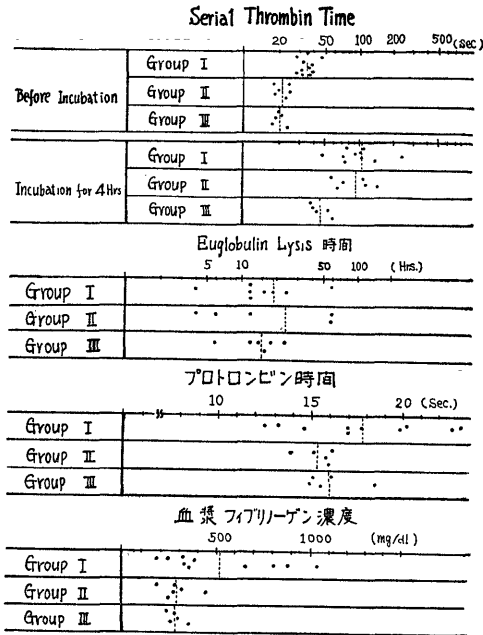 Serial Thrombin Time
20 50 100 200 500 (sec)
Before Incubation
Group I
Group II
Group III
Incubation for 4 Hrs
Group I
Group II
Group III
Euglobulin Lysis 時間
5 10 50 100 (Hrs.)
Group I
Group II
Group III
プロトロンビン時間
10 15 20 (Sec.)
Group I
Group II
Group III
血漿フィブリノーゲン濃度
500 1000 (mg/dl)
Group I
Group II
Group III